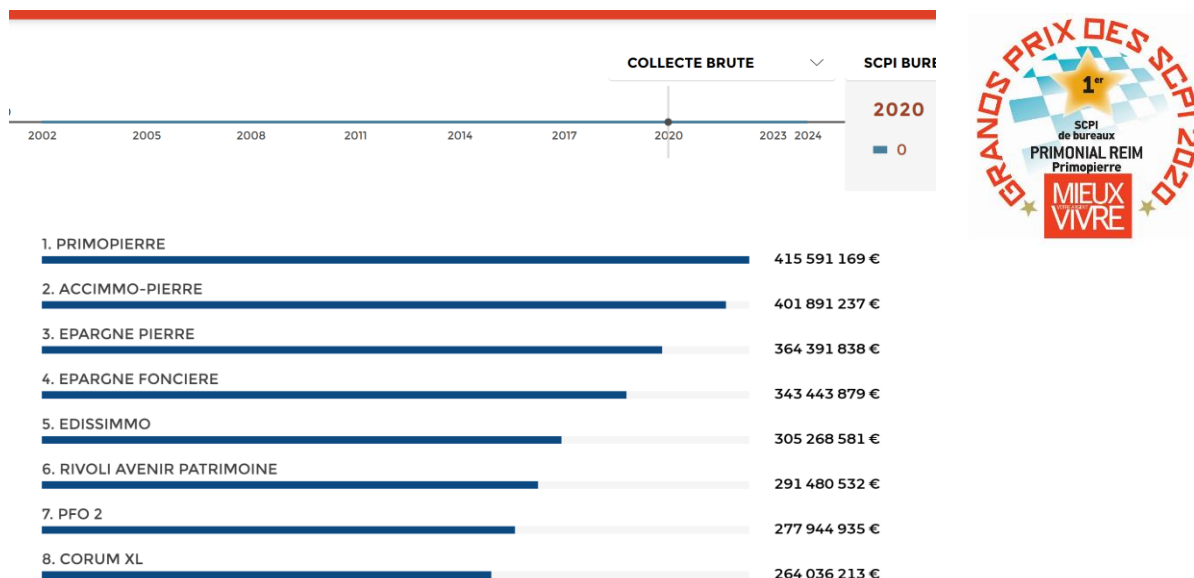 COLLECTE BRUTE
SCPI BURE
2002 2005 2008 2011 2014 2017 2020 2023 2024
2020
0
1. PRIMOPIERRE
415 591 169 €
2. ACCIMMO-PIERRE
401 891 237 €
3. EPARGNE PIERRE
364 391 838 €
4. EPARGNE FONCIERE
343 443 879 €
5. EDISSIMMO
305 268 581 €
6. RIVOLI AVENIR PATRIMOINE
291 480 532 €
7. PFO 2
277 944 935 €
8. CORUM XL
264 036 213 €
GRANDS PRIX DES SCPI 2020
1er
SCPI
de bureaux
PRIMONIAL REIM
Primopierre
MIEUX
VOTRE ARGENT
VIVRE